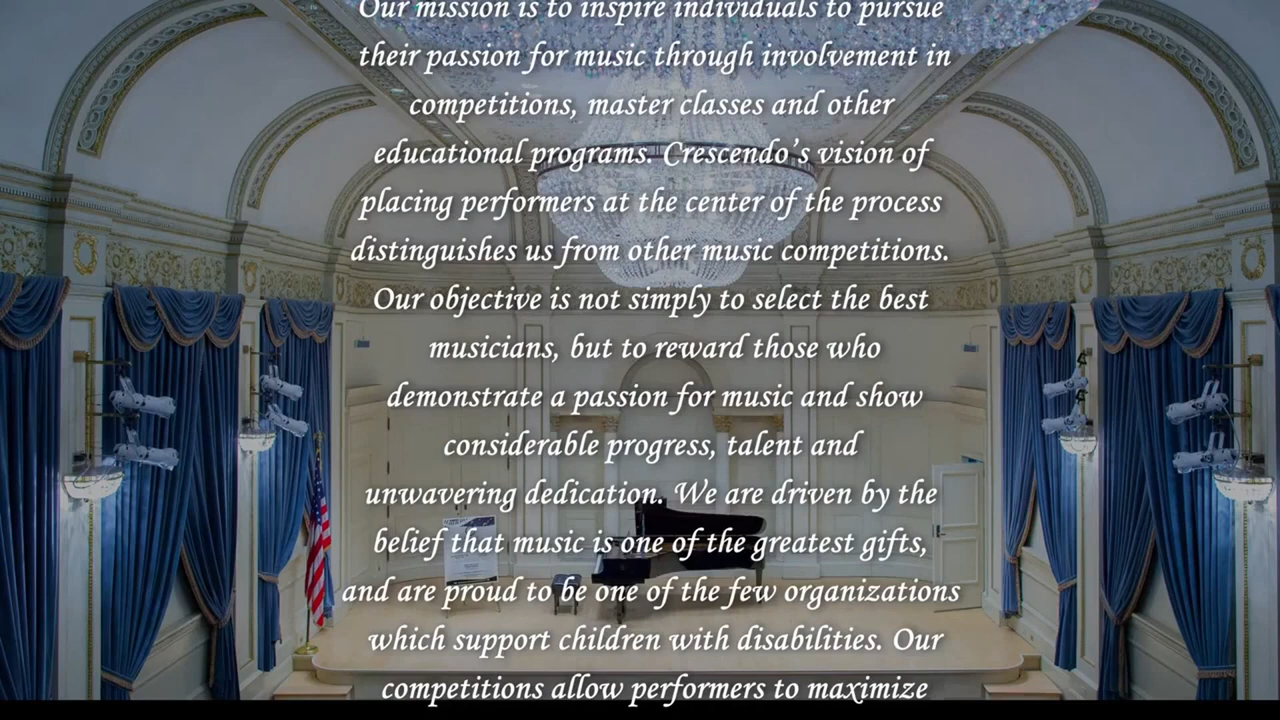 Our mission is to inspire individuals to pursue
their passion for music through involvement in
competitions, master classes and other
educational programs. Crescendo's vision of
placing performers at the center of the process
distinguishes us from other music competitions.
Our objective is not simply to select the best
musicians, but to reward those who
demonstrate a passion for music and show
considerable progress, talent and
unwavering dedication. We are driven by the
belief that music is one of the greatest gifts,
and are proud to be one of the few organizations
which support children with disabilities. Our
competitions allow performers to maximize